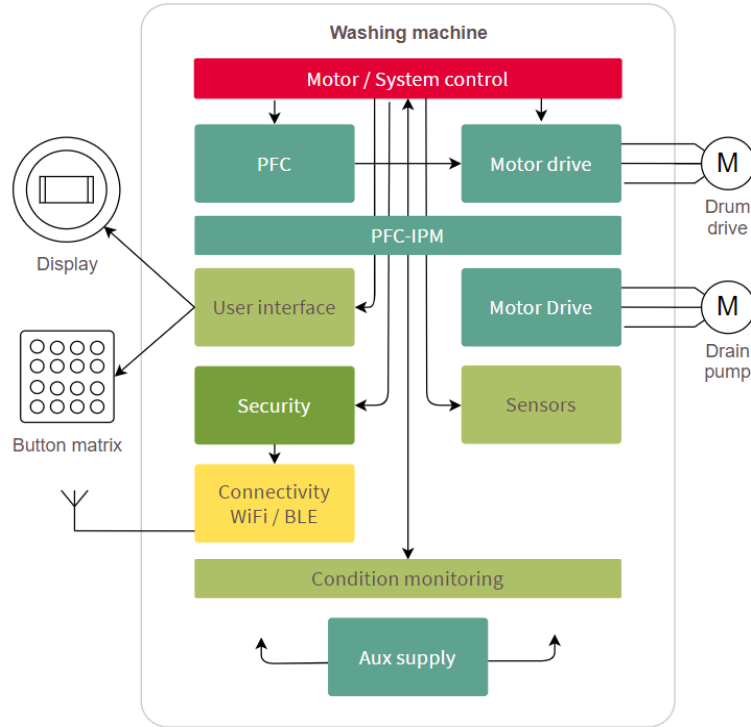 Washing machine
Motor / System control
PFC
Motor drive
M
Drum
drive
PFC-IPM
Display
User interface
Motor Drive
M
Drain
pump
Button matrix
Security
Sensors
Connectivity
WiFi / BLE
Condition monitoring
Aux supply